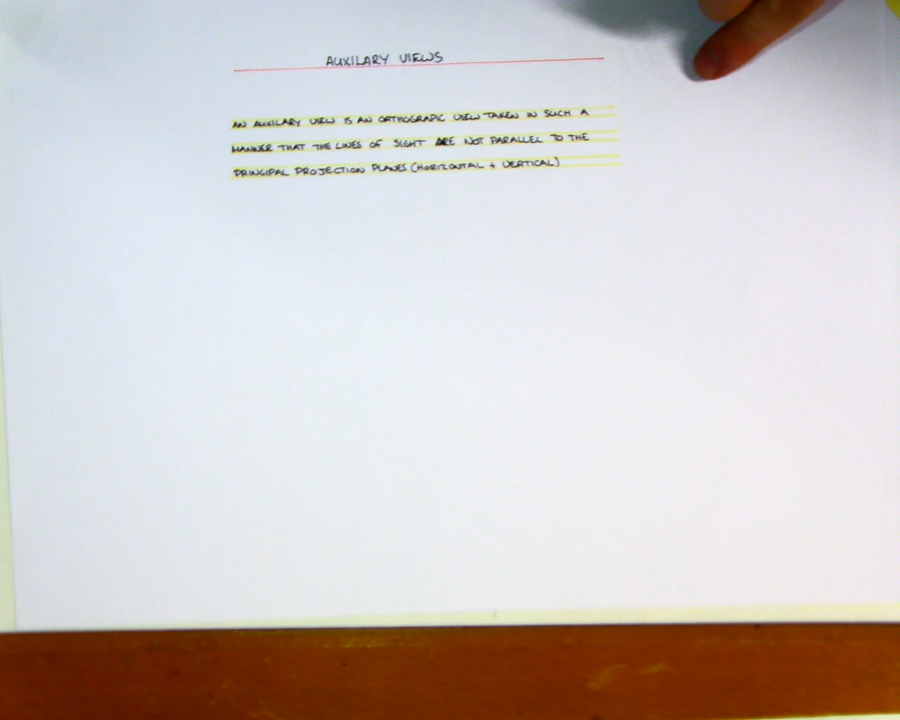 AUXILARY VIEWS
AN AUXILARY VIEW IS AN ORTHOGRAPIC VIEW TAKEN IN SUCH A
MANNER THAT THE LINES OF SIGHT ARE NOT PARALLEL TO THE
PRINCIPAL PROJECTION PLANES (HORIZONTAL + VERTICAL)